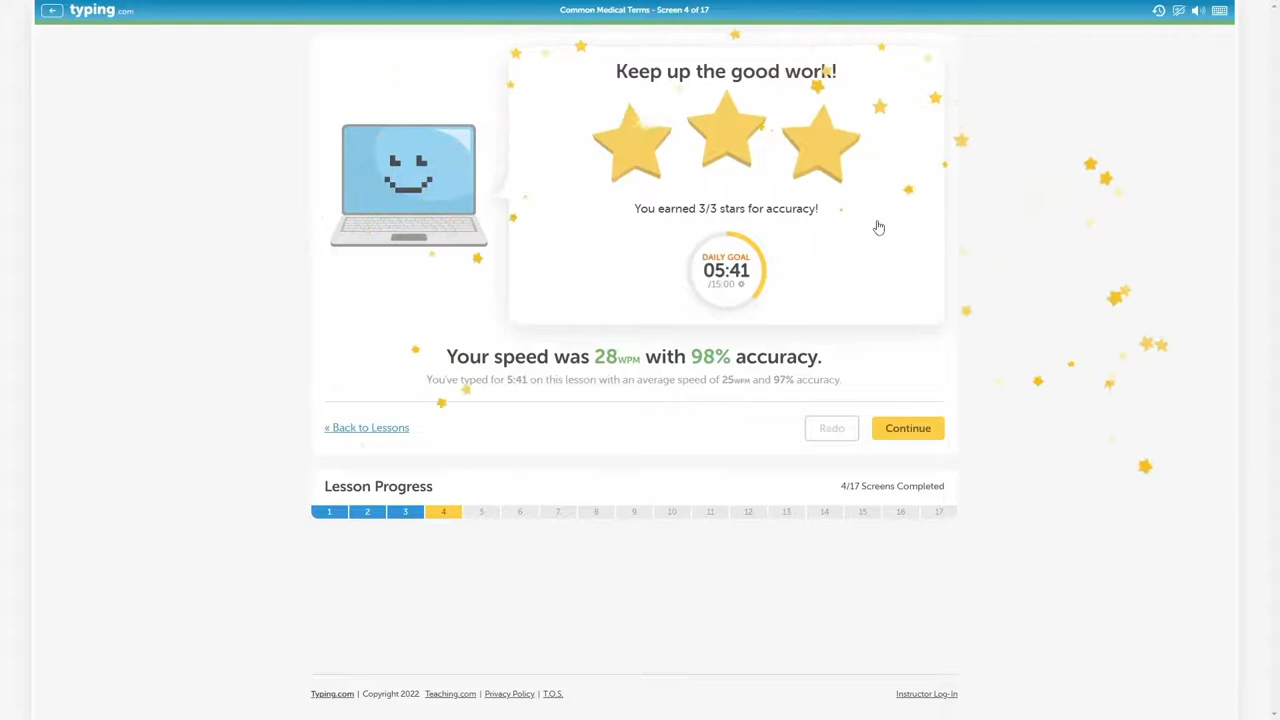 typing.com
Common Medical Terms - Screen 4 of 17
Keep up the good work!
You earned 3/3 stars for accuracy!
DAILY GOAL
05:41
/15:00
Your speed was 28WPM with 98% accuracy.
You've typed for 5:41 on this lesson with an average speed of 25WPM and 97% accuracy.
« Back to Lessons
Redo
Continue
Lesson Progress
4/17 Screens Completed
1 2 3 4 5 6 7 8 9 10 11 12 13 14 15 16 17
Typing.com | Copyright 2022 Teaching.com | Privacy Policy | T.O.S.
Instructor Log-In